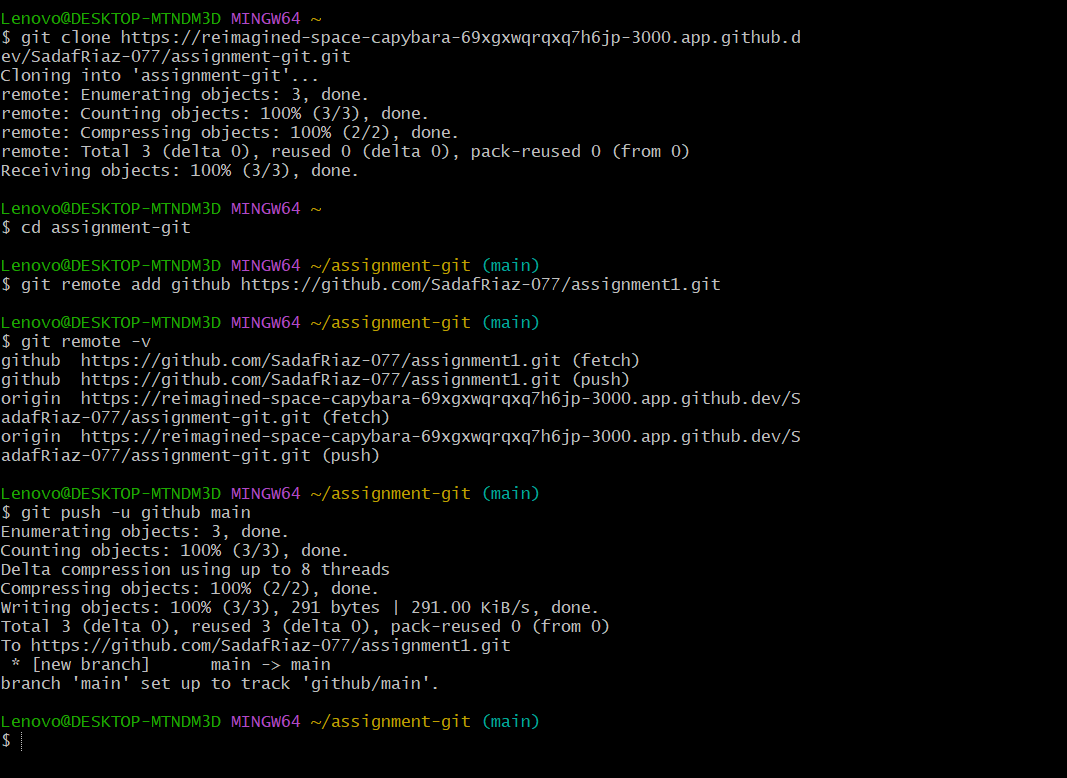 Lenovo@DESKTOP-MTNDM3D MINGW64 ~
$ git clone https://reimagined-space-capybara-69xgxwqrqxq7h6jp-3000.app.github.d
ev/SadafRiaz-077/assignment-git.git
Cloning into 'assignment-git'...
remote: Enumerating objects: 3, done.
remote: Counting objects: 100% (3/3), done.
remote: Compressing objects: 100% (2/2), done.
remote: Total 3 (delta 0), reused 0 (delta 0), pack-reused 0 (from 0)
Receiving objects: 100% (3/3), done.
Lenovo@DESKTOP-MTNDM3D MINGW64 ~
$ cd assignment-git
Lenovo@DESKTOP-MTNDM3D MINGW64 ~/assignment-git (main)
$ git remote add github https://github.com/SadafRiaz-077/assignment1.git
Lenovo@DESKTOP-MTNDM3D MINGW64 ~/assignment-git (main)
$ git remote -v
github  https://github.com/SadafRiaz-077/assignment1.git (fetch)
github  https://github.com/SadafRiaz-077/assignment1.git (push)
origin  https://reimagined-space-capybara-69xgxwqrqxq7h6jp-3000.app.github.dev/S
adafRiaz-077/assignment-git.git (fetch)
origin  https://reimagined-space-capybara-69xgxwqrqxq7h6jp-3000.app.github.dev/S
adafRiaz-077/assignment-git.git (push)
Lenovo@DESKTOP-MTNDM3D MINGW64 ~/assignment-git (main)
$ git push -u github main
Enumerating objects: 3, done.
Counting objects: 100% (3/3), done.
Delta compression using up to 8 threads
Compressing objects: 100% (2/2), done.
Writing objects: 100% (3/3), 291 bytes | 291.00 KiB/s, done.
Total 3 (delta 0), reused 3 (delta 0), pack-reused 0 (from 0)
To https://github.com/SadafRiaz-077/assignment1.git
 * [new branch]      main -> main
branch 'main' set up to track 'github/main'.
Lenovo@DESKTOP-MTNDM3D MINGW64 ~/assignment-git (main)
$